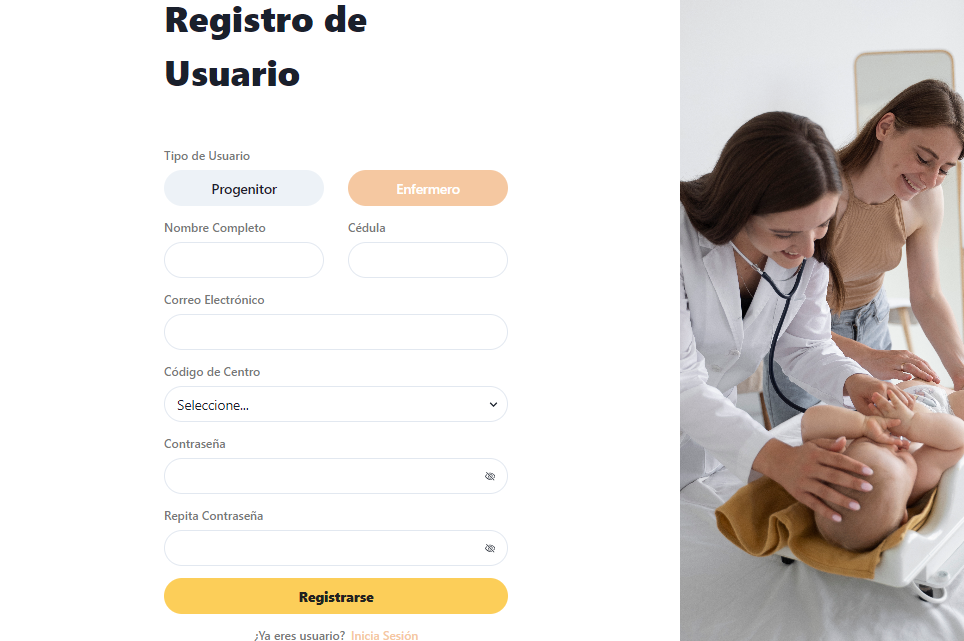 Registro de
Usuario
Tipo de Usuario
Progenitor
Enfermero
Nombre Completo
Cédula
Correo Electrónico
Código de Centro
Seleccione...
Contraseña
Repita Contraseña
Registrarse
¿Ya eres usuario? Inicia Sesión